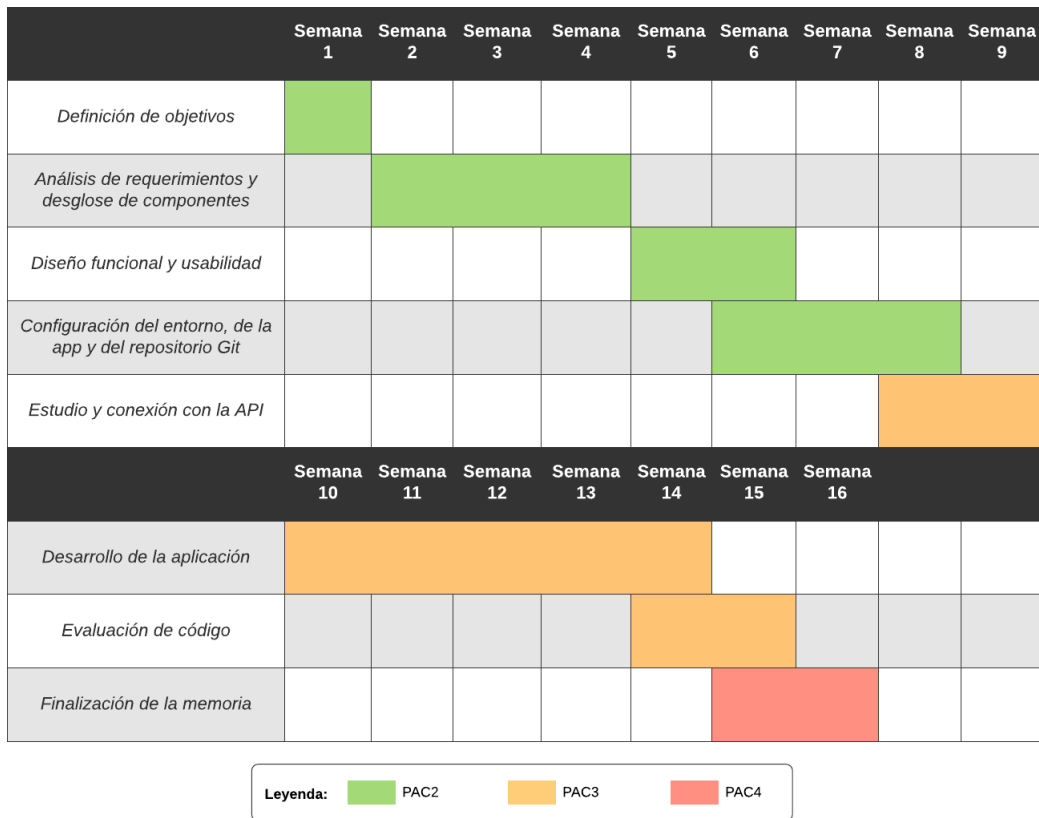 Semana 1 Semana 2 Semana 3 Semana 4 Semana 5 Semana 6 Semana 7 Semana 8 Semana 9
Definición de objetivos
Análisis de requerimientos y
desglose de componentes
Diseño funcional y usabilidad
Configuración del entorno, de la
app y del repositorio Git
Estudio y conexión con la API
Semana 10 Semana 11 Semana 12 Semana 13 Semana 14 Semana 15 Semana 16
Desarrollo de la aplicación
Evaluación de código
Finalización de la memoria
Leyenda: PAC2 PAC3 PAC4